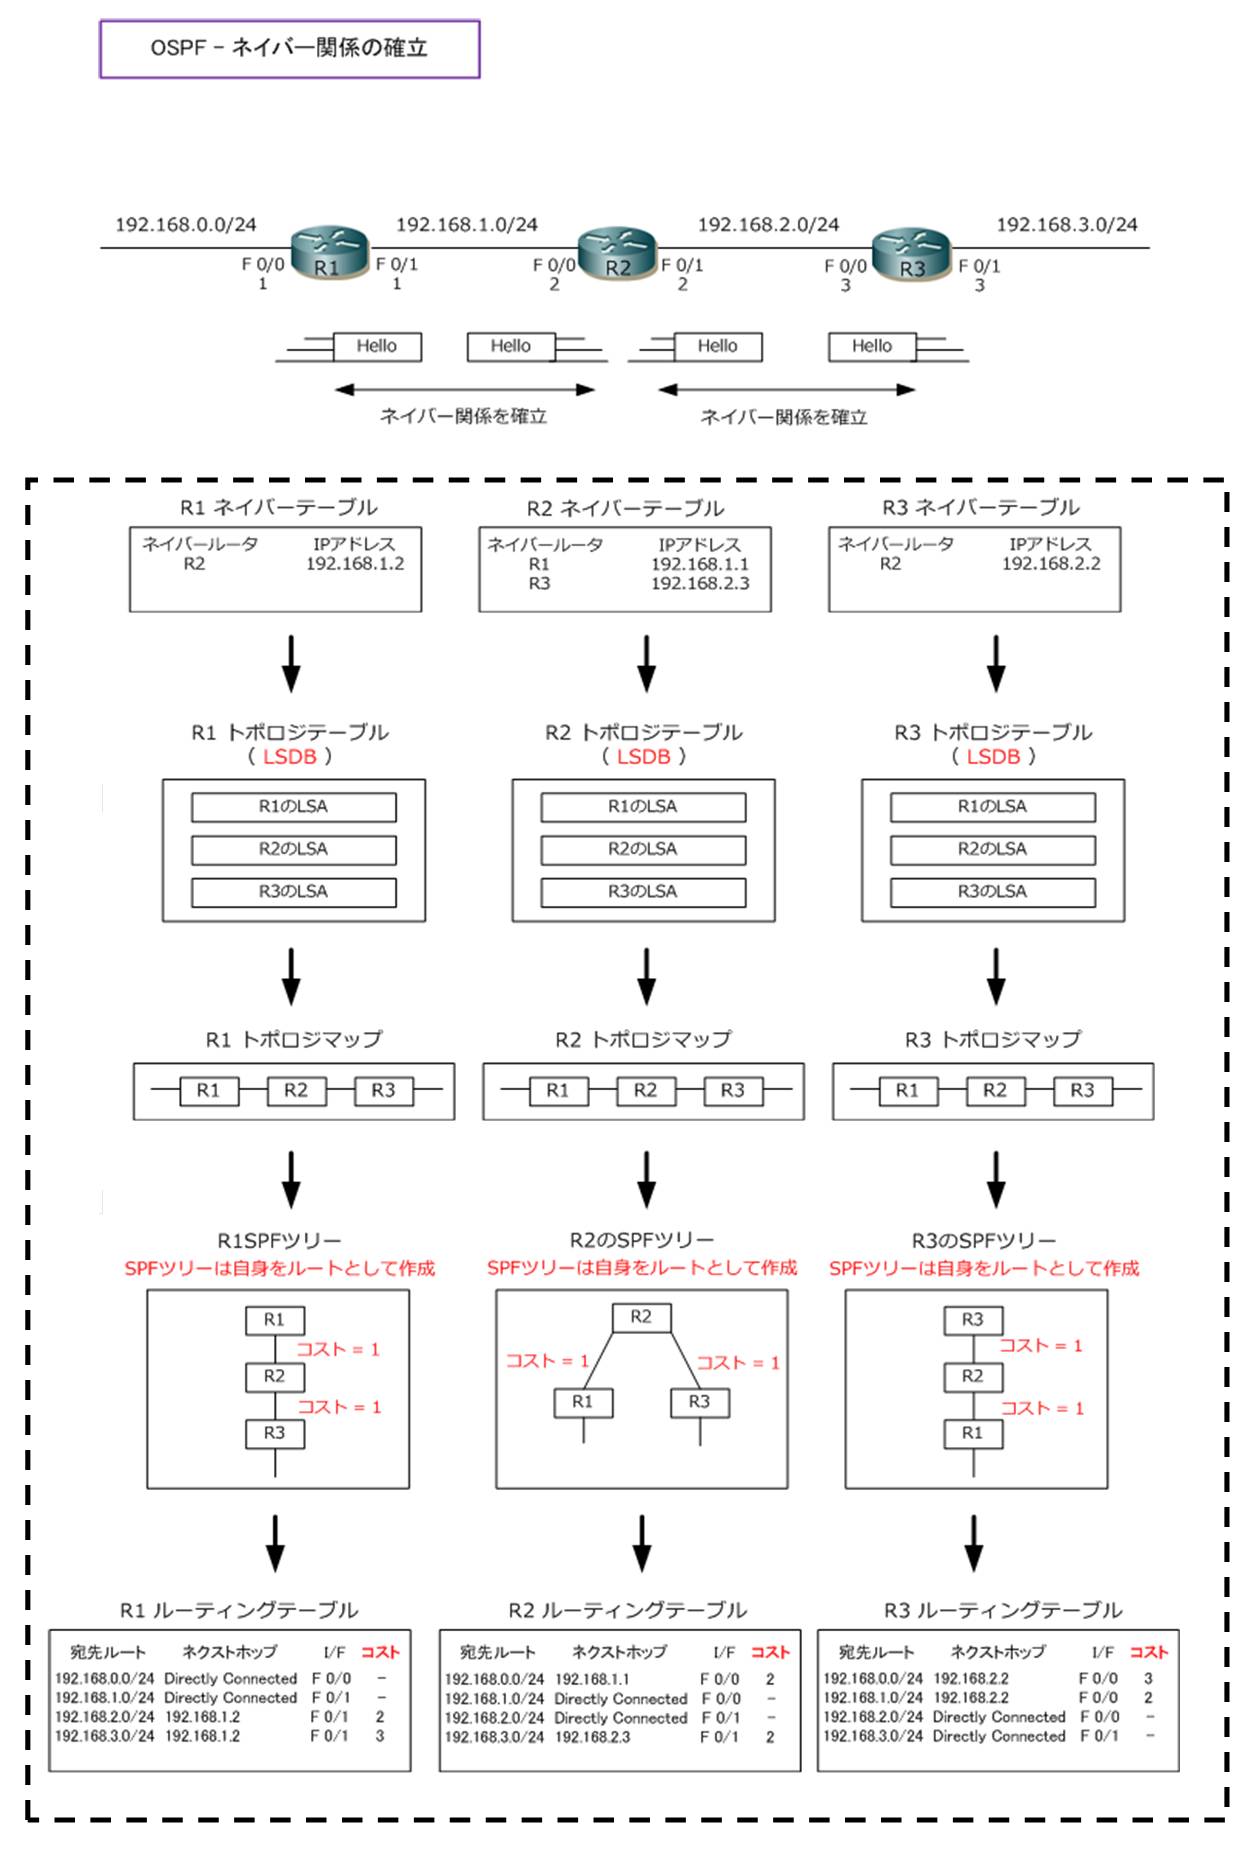 OSPF – ネイバー関係の確立
192.168.0.0/24 192.168.1.0/24 192.168.2.0/24 192.168.3.0/24
F 0/0 R1 F 0/1 F 0/0 R2 F 0/1 F 0/0 R3 F 0/1
1 1 2 2 3 3
Hello Hello Hello Hello
ネイバー関係を確立 ネイバー関係を確立
R1 ネイバーテーブル R2 ネイバーテーブル R3 ネイバーテーブル
ネイバールータ IPアドレス ネイバールータ IPアドレス ネイバールータ IPアドレス
R2 192.168.1.2 R1 192.168.1.1 R2 192.168.2.2
R3 192.168.2.3
R1 トポロジテーブル R2 トポロジテーブル R3 トポロジテーブル
( LSDB ) ( LSDB ) ( LSDB )
R1のLSA R1のLSA R1のLSA
R2のLSA R2のLSA R2のLSA
R3のLSA R3のLSA R3のLSA
R1 トポロジマップ R2 トポロジマップ R3 トポロジマップ
R1 R2 R3 R1 R2 R3 R1 R2 R3
R1SPFツリー R2のSPFツリー R3のSPFツリー
SPFツリーは自身をルートとして作成 SPFツリーは自身をルートとして作成 SPFツリーは自身をルートとして作成
R1 R2 R3
コスト = 1 コスト = 1 コスト = 1 コスト = 1
R2 R1 R3 R2
コスト = 1 コスト = 1
R3 R1
R1 ルーティングテーブル R2 ルーティングテーブル R3 ルーティングテーブル
宛先ルート ネクストホップ I/F コスト 宛先ルート ネクストホップ I/F コスト 宛先ルート ネクストホップ I/F コスト
192.168.0.0/24 Directly Connected F 0/0 – 192.168.0.0/24 192.168.1.1 F 0/0 2 192.168.0.0/24 192.168.2.2 F 0/0 3
192.168.1.0/24 Directly Connected F 0/1 – 192.168.1.0/24 Directly Connected F 0/0 – 192.168.1.0/24 192.168.2.2 F 0/0 2
192.168.2.0/24 192.168.1.2 F 0/1 2 192.168.2.0/24 Directly Connected F 0/1 – 192.168.2.0/24 Directly Connected F 0/0 –
192.168.3.0/24 192.168.1.2 F 0/1 3 192.168.3.0/24 192.168.2.3 F 0/1 2 192.168.3.0/24 Directly Connected F 0/1 –